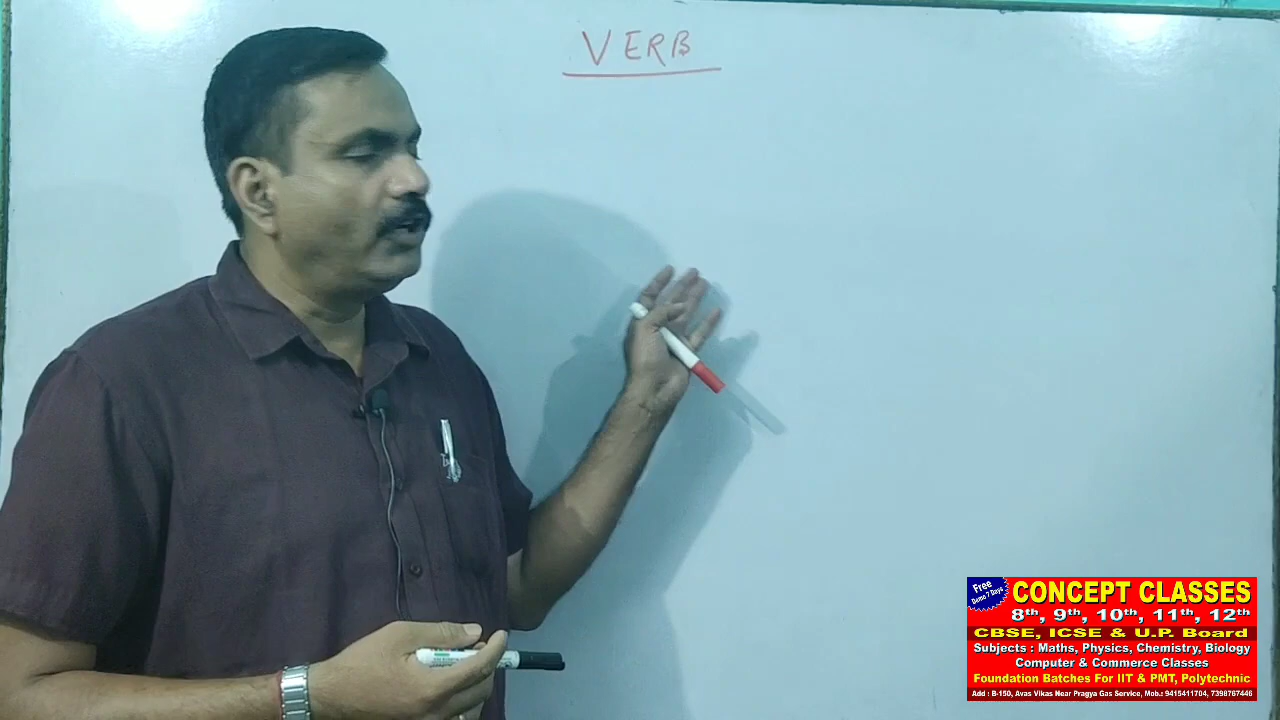 VERB
Free
Demo 7 Days
CONCEPT CLASSES
8th, 9th, 10th, 11th, 12th
CBSE, ICSE & U.P. Board
Subjects : Maths, Physics, Chemistry, Biology
Computer & Commerce Classes
Foundation Batches For IIT & PMT, Polytechnic
Add : B-150, Avas Vikas Near Pragya Gas Service, Mob.: 9415411704, 7398767446